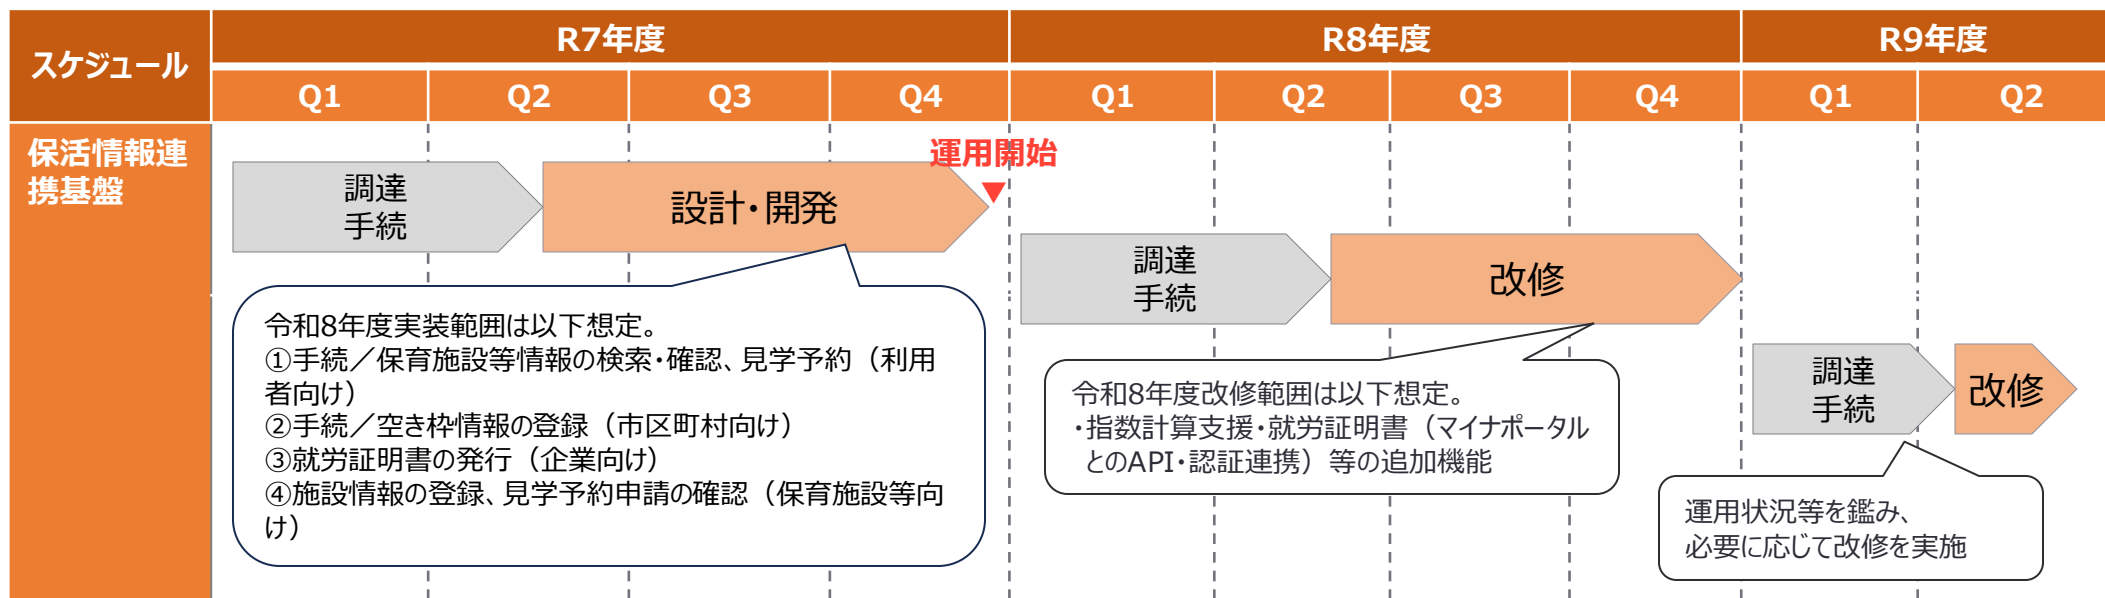 スケジュール
R7年度
R8年度
R9年度
Q1
Q2
Q3
Q4
Q1
Q2
Q3
Q4
Q1
Q2
保活情報連
携基盤
運用開始
調達
手続
設計・開発
調達
手続
改修
調達
手続
改修
令和8年度実装範囲は以下想定。
①手続／保育施設等情報の検索・確認、見学予約（利用
者向け）
②手続／空き枠情報の登録（市区町村向け）
③就労証明書の発行（企業向け）
④施設情報の登録、見学予約申請の確認（保育施設等向
け）
令和8年度改修範囲は以下想定。
・指数計算支援・就労証明書（マイナポータル
とのAPI・認証連携）等の追加機能
運用状況等を鑑み、
必要に応じて改修を実施